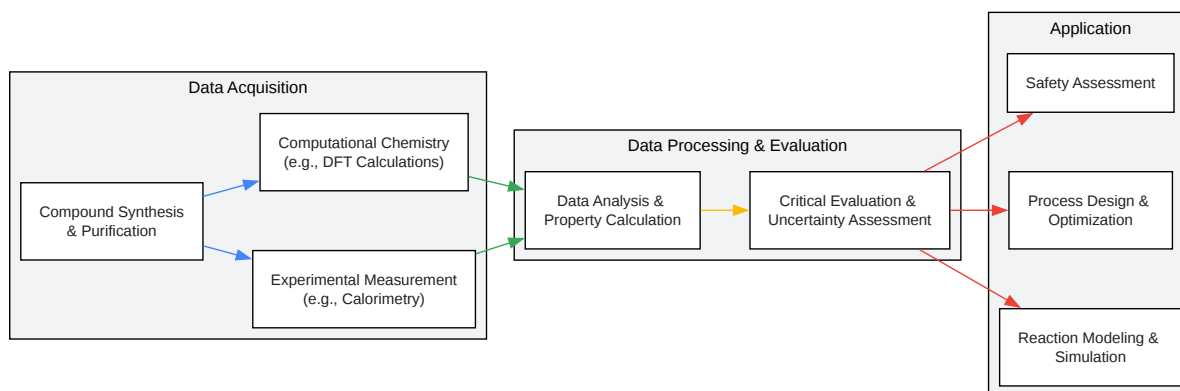 Data Acquisition
Compound Synthesis
& Purification
Computational Chemistry
(e.g., DFT Calculations)
Experimental Measurement
(e.g., Calorimetry)
Data Processing & Evaluation
Data Analysis &
Property Calculation
Critical Evaluation &
Uncertainty Assessment
Application
Safety Assessment
Process Design &
Optimization
Reaction Modeling &
Simulation